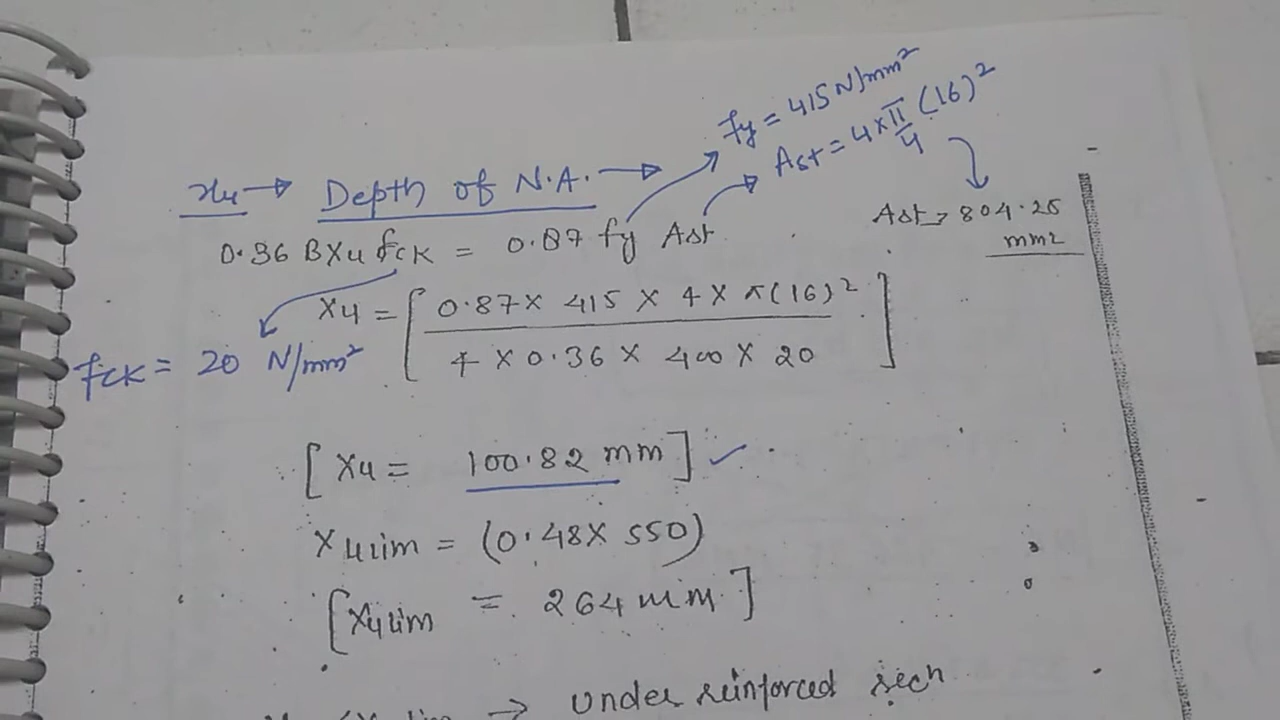 fy = 415 N/mm²
Ast = 4 × π/4 (16)²
xu → Depth of N.A. →
Ast → 804.25 mm2
0.36 B Xu fck = 0.87 fy Ast
Xu = [ 0.87 × 415 × 4 × π(16)² / 4 × 0.36 × 400 × 20 ]
fck = 20 N/mm²
[ Xu = 100.82 mm ] ✓
Xulim = (0.48 × 550)
[ Xulim = 264 mm ]
→ Under reinforced secn